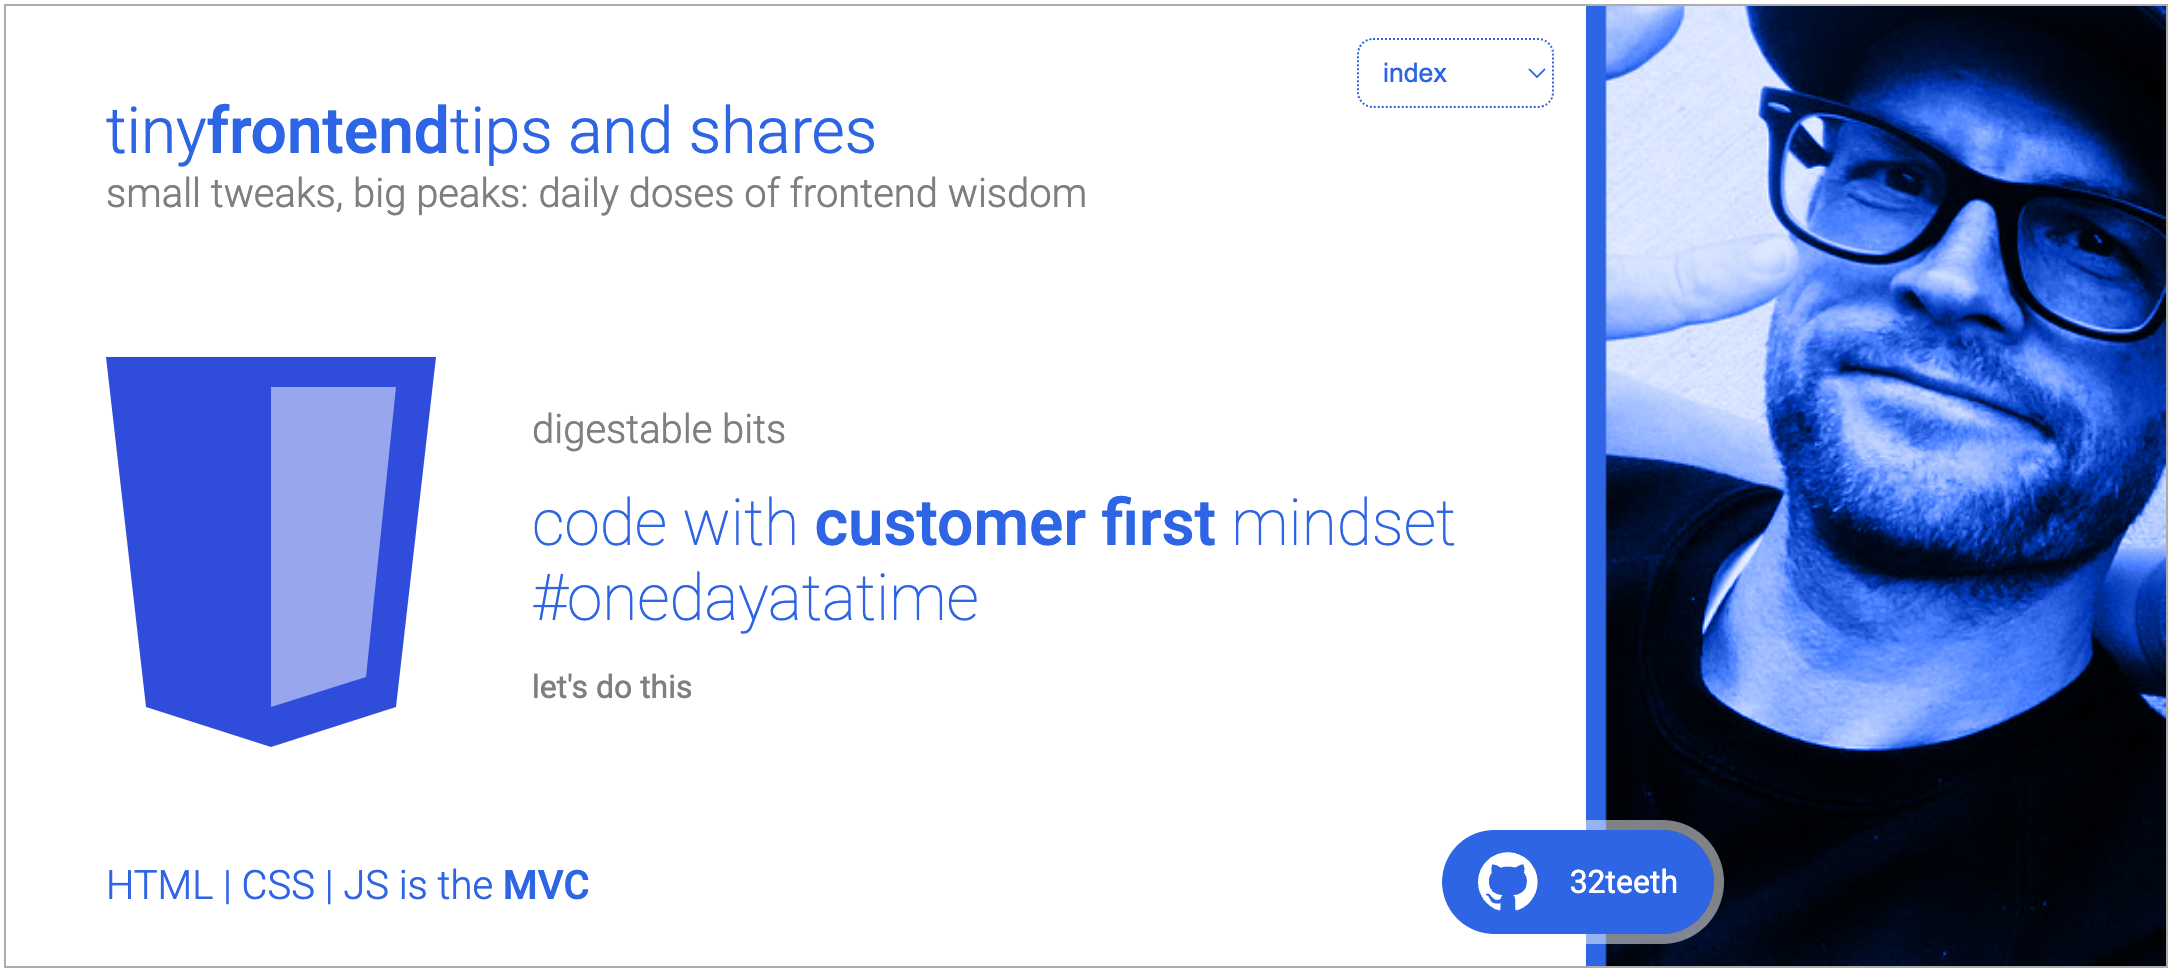 index
tinyfrontendtips and shares
small tweaks, big peaks: daily doses of frontend wisdom
digestable bits
code with customer first mindset
#onedayatatime
let's do this
HTML | CSS | JS is the MVC
32teeth